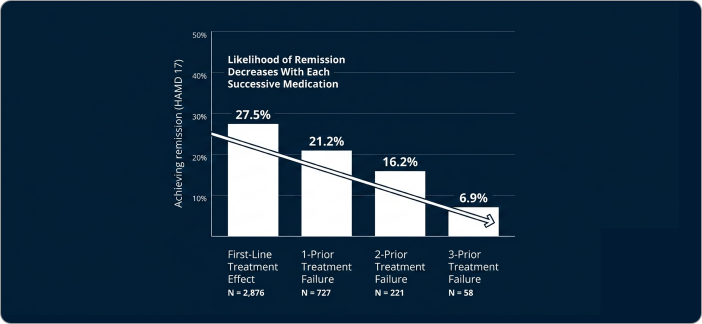 50%
Likelihood of Remission
Decreases With Each
Successive Medication
40%
30%
20%
10%
Achieving remission (HAMD 17)
27.5%
21.2%
16.2%
6.9%
First-Line
Treatment
Effect
N = 2,876
1-Prior
Treatment
Failure
N = 727
2-Prior
Treatment
Failure
N = 221
3-Prior
Treatment
Failure
N = 58